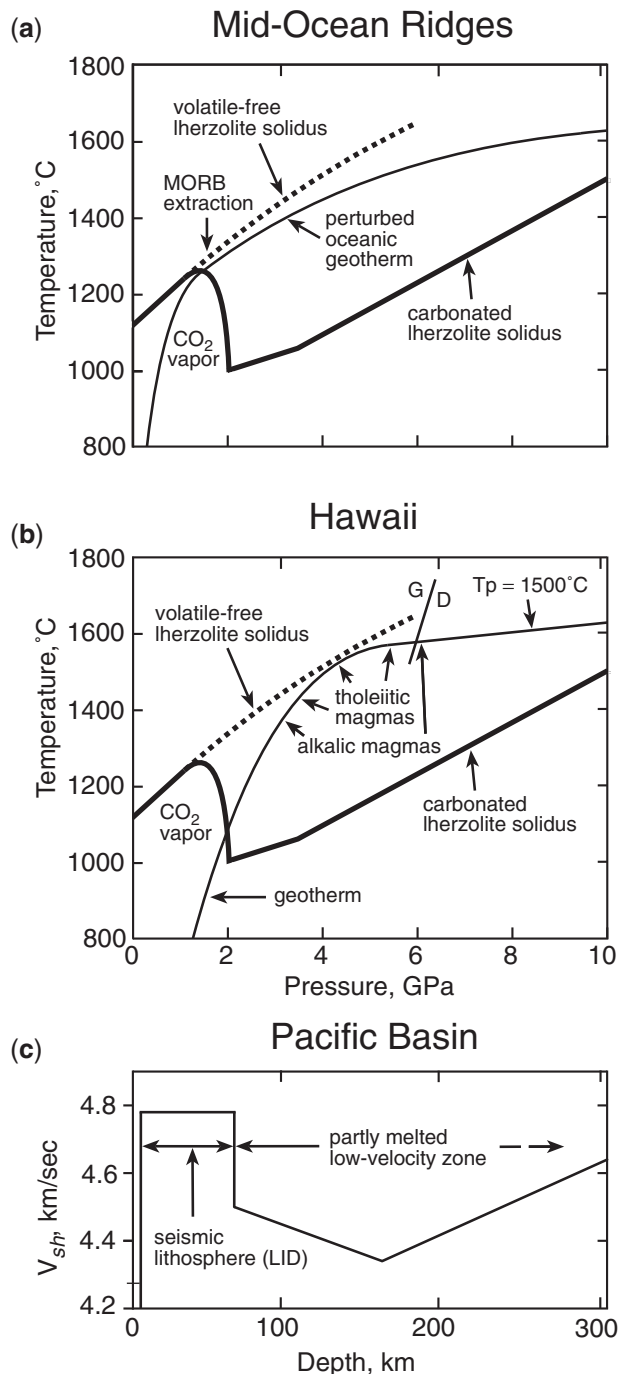 (a)
Mid-Ocean Ridges
1800
1600
1400
1200
1000
800
Temperature,˚C
volatile-free
lherzolite solidus
MORB
extraction
perturbed
oceanic
geotherm
CO2
vapor
carbonated
lherzolite solidus
(b)
Hawaii
1800
1600
1400
1200
1000
800
Temperature,˚C
G D
Tp = 1500˚C
volatile-free
lherzolite solidus
tholeiitic
magmas
alkalic magmas
CO2
vapor
carbonated
lherzolite solidus
geotherm
0 2 4 6 8 10
Pressure, GPa
(c)
Pacific Basin
4.8
4.6
4.4
4.2
Vsh, km/sec
partly melted
low-velocity zone
seismic
lithosphere (LID)
0 100 200 300
Depth, km